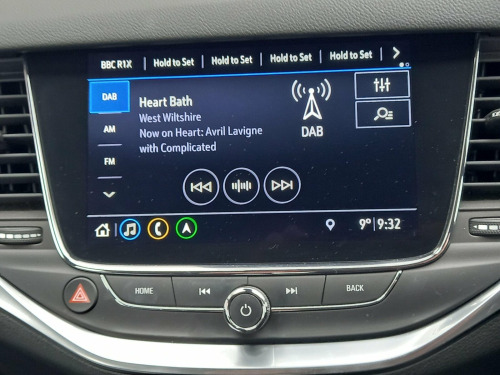 BBC R1X | Hold to Set | Hold to Set | Hold to Set | Hold to Set
DAB
AM
FM
Heart Bath
West Wiltshire
Now on Heart: Avril Lavigne
with Complicated
DAB
9° 9:32
HOME
BACK